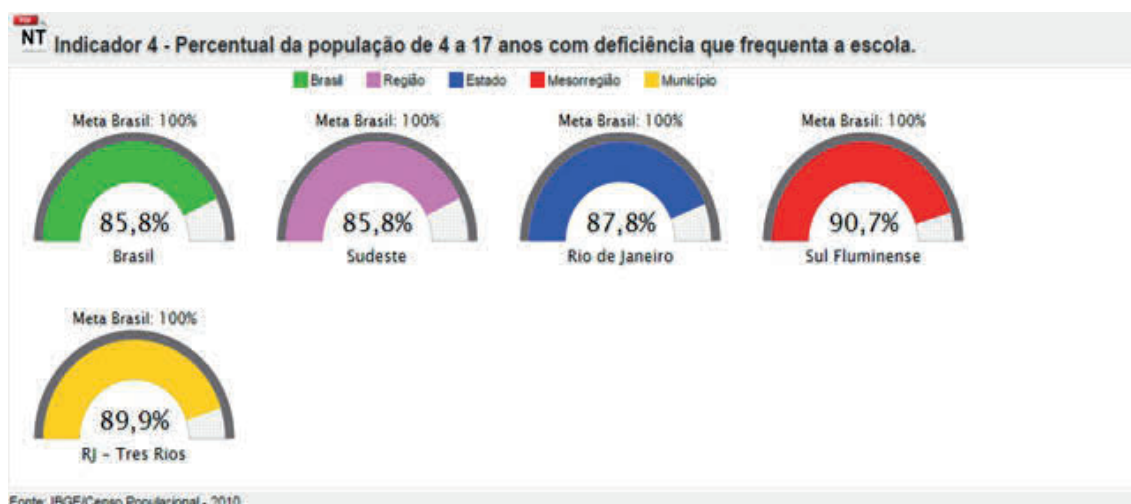 PDF
NT Indicador 4 - Percentual da população de 4 a 17 anos com deficiência que frequenta a escola.
Brasil Região Estado Mesorregião Município
Meta Brasil: 100% Meta Brasil: 100% Meta Brasil: 100% Meta Brasil: 100%
85,8% 85,8% 87,8% 90,7%
Brasil Sudeste Rio de Janeiro Sul Fluminense
Meta Brasil: 100%
89,9%
RJ - Tres Rios
Fonte: IBGE/Censo Populacional - 2010